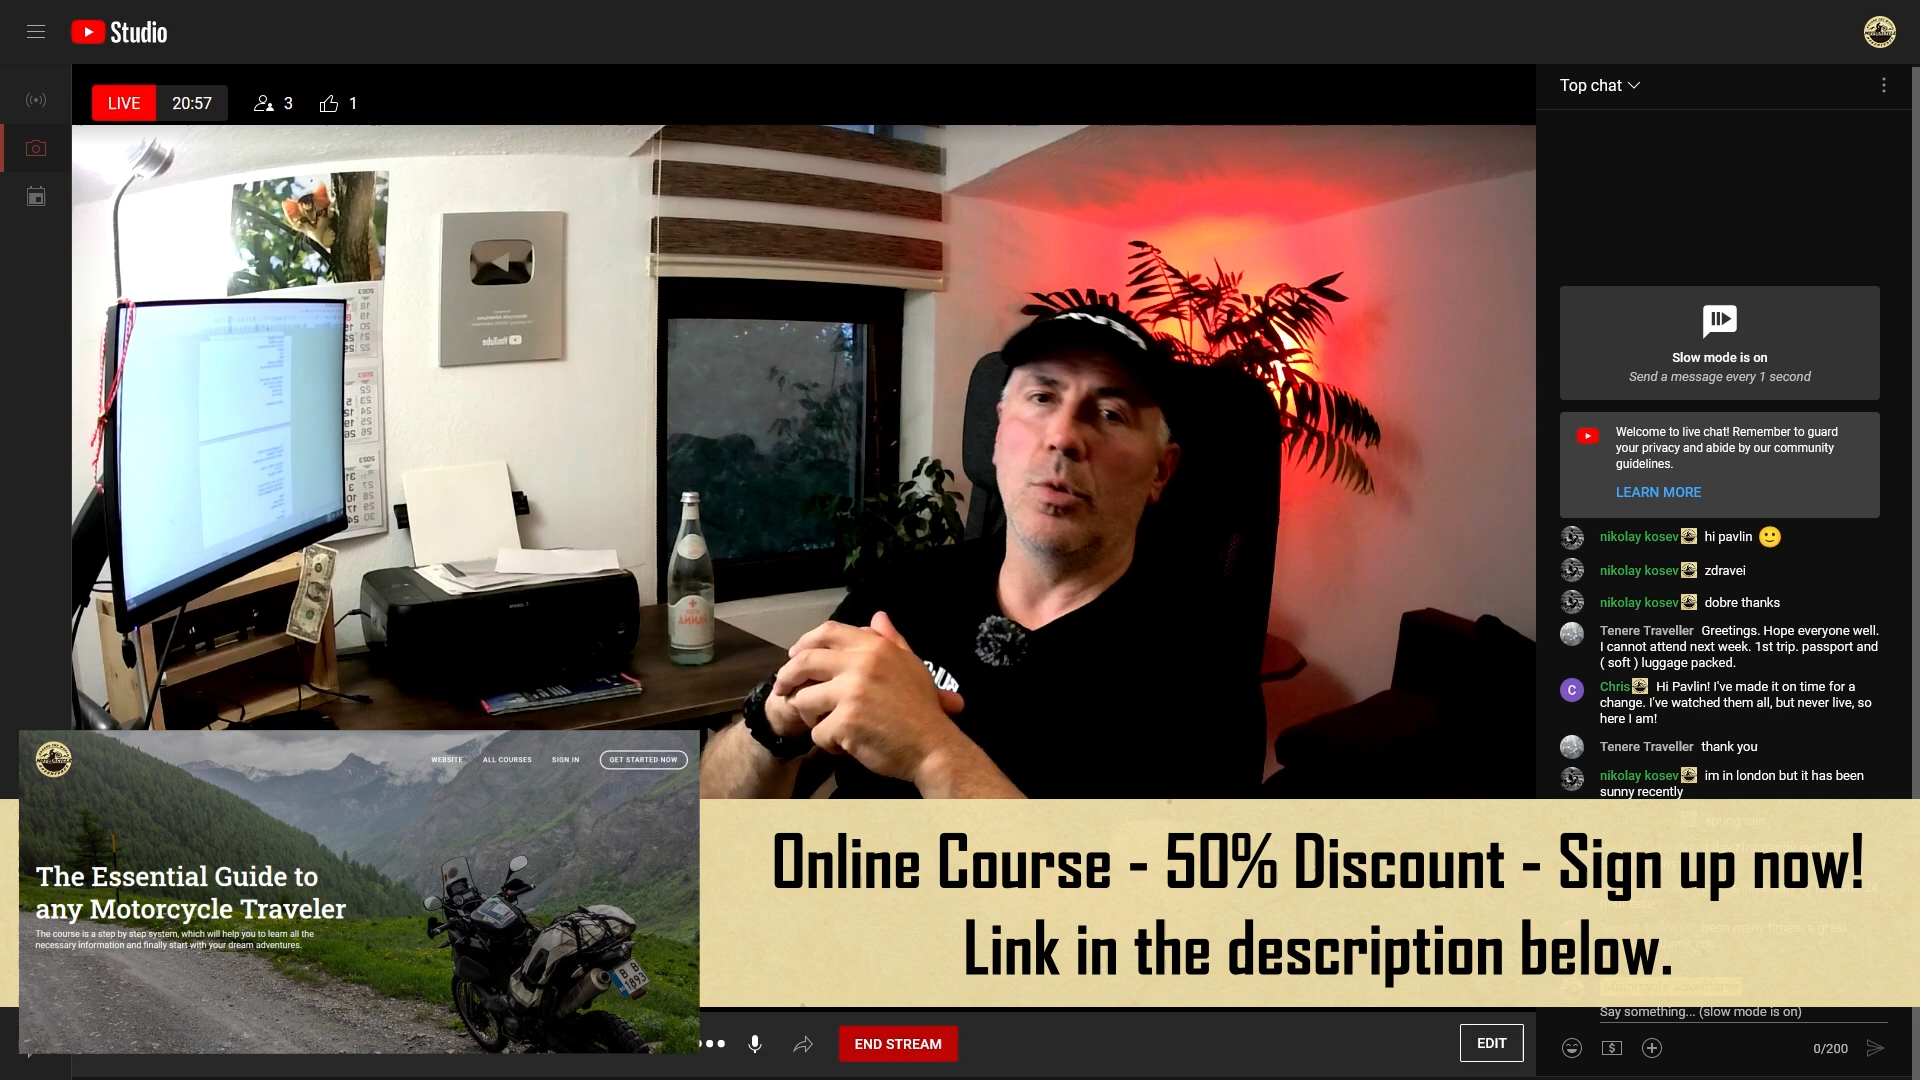 Studio
LIVE
20:57
3
1
Top chat
Slow mode is on
Send a message every 1 second
Welcome to live chat! Remember to guard
your privacy and abide by our community
guidelines.
LEARN MORE
nikolay kosev hi pavlin
nikolay kosev zdravei
nikolay kosev dobre thanks
Tenere Traveller Greetings. Hope everyone well.
I cannot attend next week. 1st trip. passport and
( soft ) luggage packed.
C
Chris Hi Pavlin! I've made it on time for a
change. I've watched them all, but never live, so
here I am!
Tenere Traveller thank you
nikolay kosev im in london but it has been
sunny recently
spring rain
WEBSITE
ALL COURSES
SIGN IN
GET STARTED NOW
The Essential Guide to
any Motorcycle Traveler
The course is a step by step system, which will help you to learn all the
necessary information and finally start with your dream adventures.
B B
1893
Online Course - 50% Discount - Sign up now!
Link in the description below.
Motorcycle Adventures
Say something... (slow mode is on)
0/200
END STREAM
EDIT
YouTube
PANNA
2023